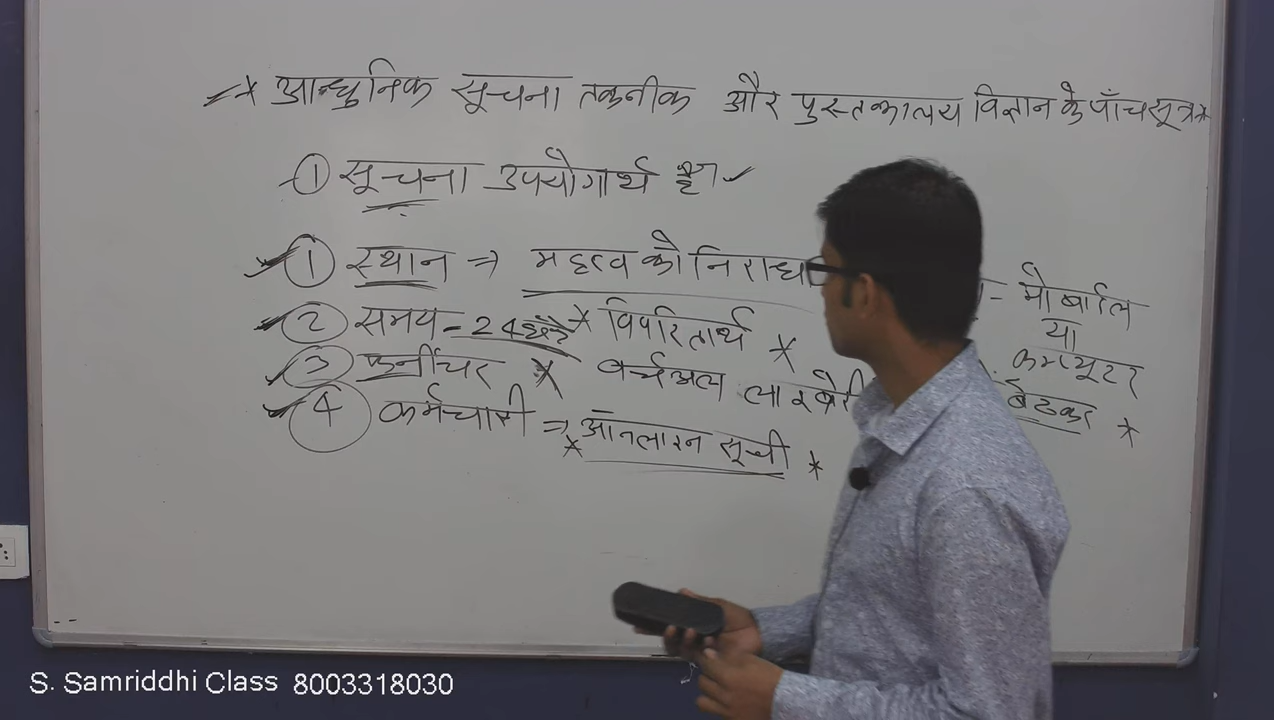 * आधुनिक सूचना तकनीक और पुस्तकालय विज्ञान के पाँच सूत्र *
① सूचना उपयोगार्थ है ✓
① स्थान ⇒ महत्व को निराधा - मोबाईल
या
② समय - 24 * विपरितार्थ * कम्प्यूटर
③ फर्नीचर * वर्चुअल लाइब्रेरी बैठकर *
④ कर्मचारी ⇒ * ऑनलाइन सूची *
S. Samriddhi Class 8003318030